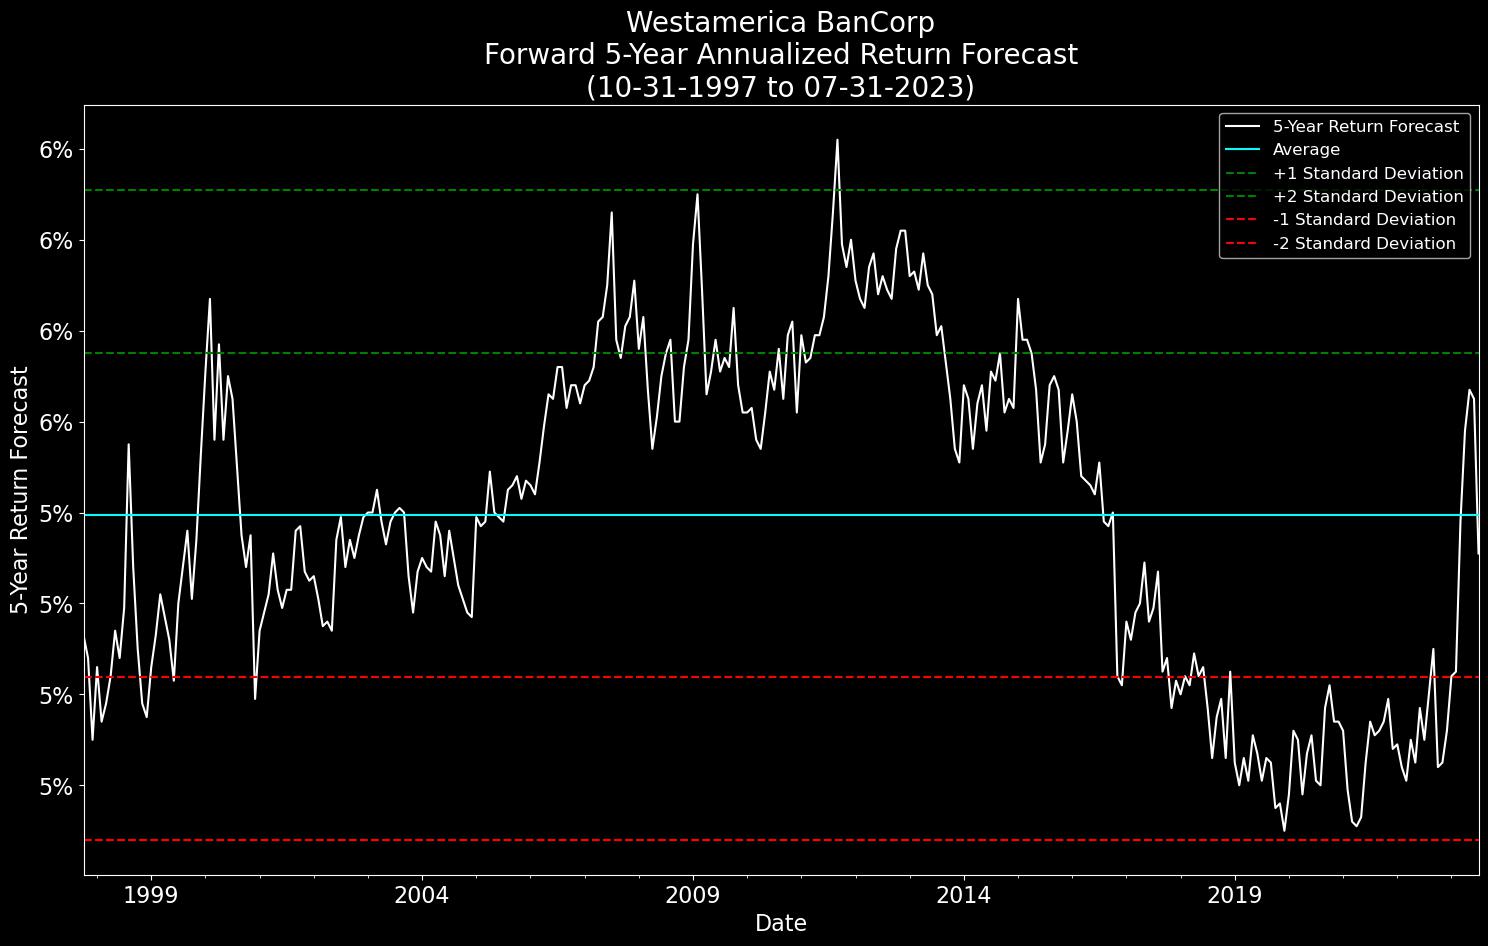 Westamerica BanCorp
Forward 5-Year Annualized Return Forecast
(10-31-1997 to 07-31-2023)
5-Year Return Forecast
Average
+1 Standard Deviation
+2 Standard Deviation
-1 Standard Deviation
-2 Standard Deviation
6%
6%
6%
6%
5%
5%
5%
5%
5-Year Return Forecast
1999 2004 2009 2014 2019
Date